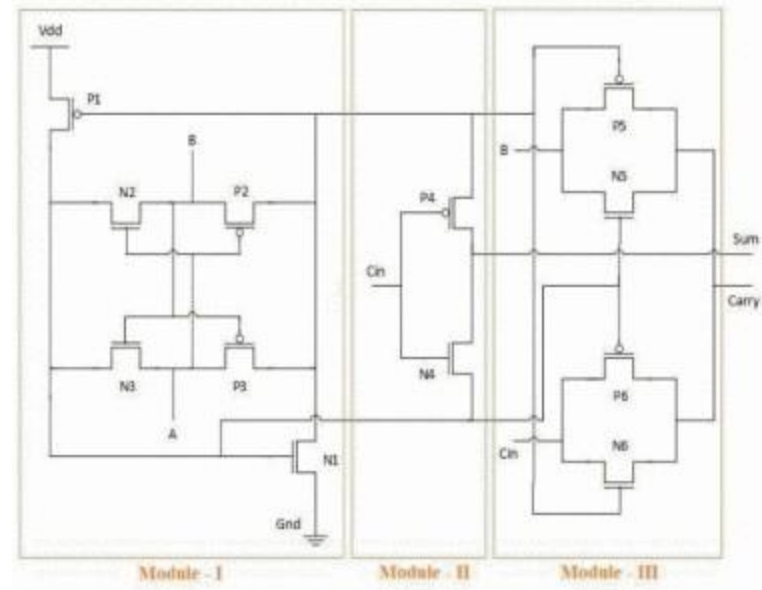 Vdd
P1
B
N2
P2
N3
P3
A
N1
Gnd
Module - I
P4
Cin
N4
Module - II
P5
B
N5
Sum
Carry
P6
N6
Cin
Module - III